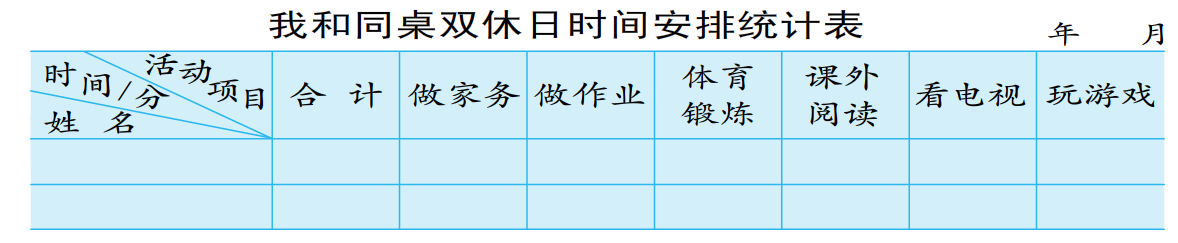 我和同桌双休日时间安排统计表
年 月
活动项目
时间/分
姓名
合计
做家务
做作业
体育
锻炼
课外
阅读
看电视
玩游戏